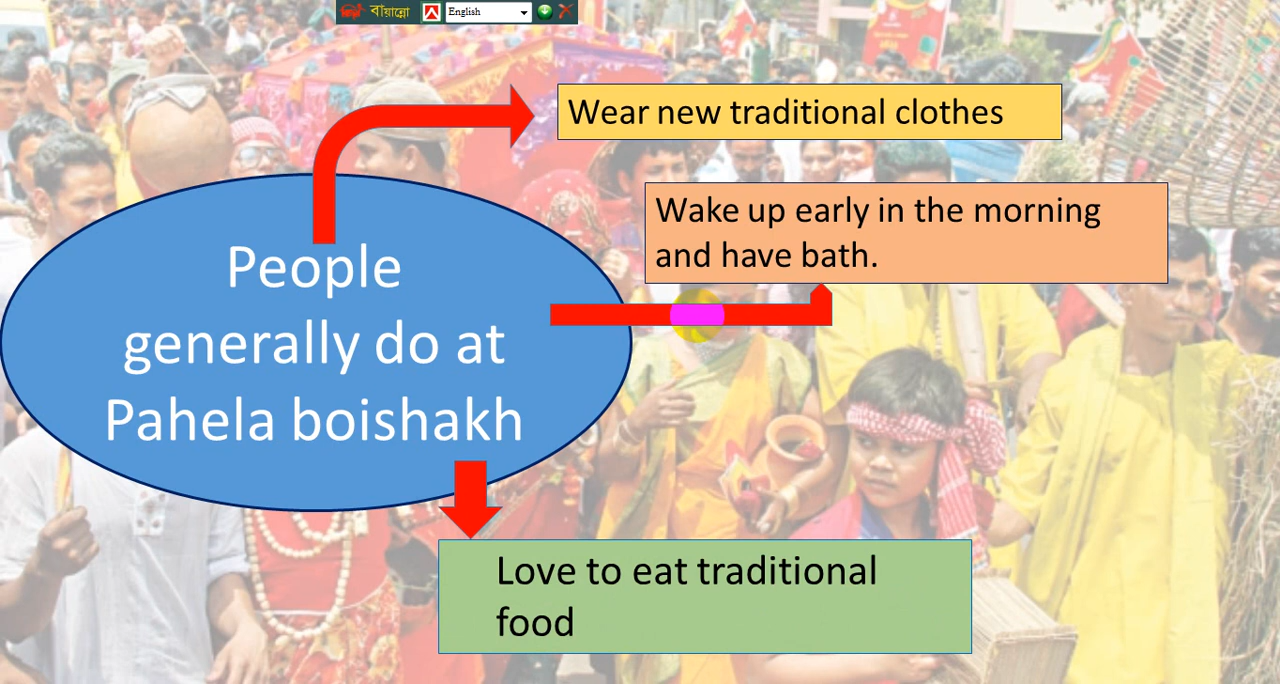 বায়ান্নো English
Wear new traditional clothes
Wake up early in the morning
and have bath.
People
generally do at
Pahela boishakh
Love to eat traditional
food